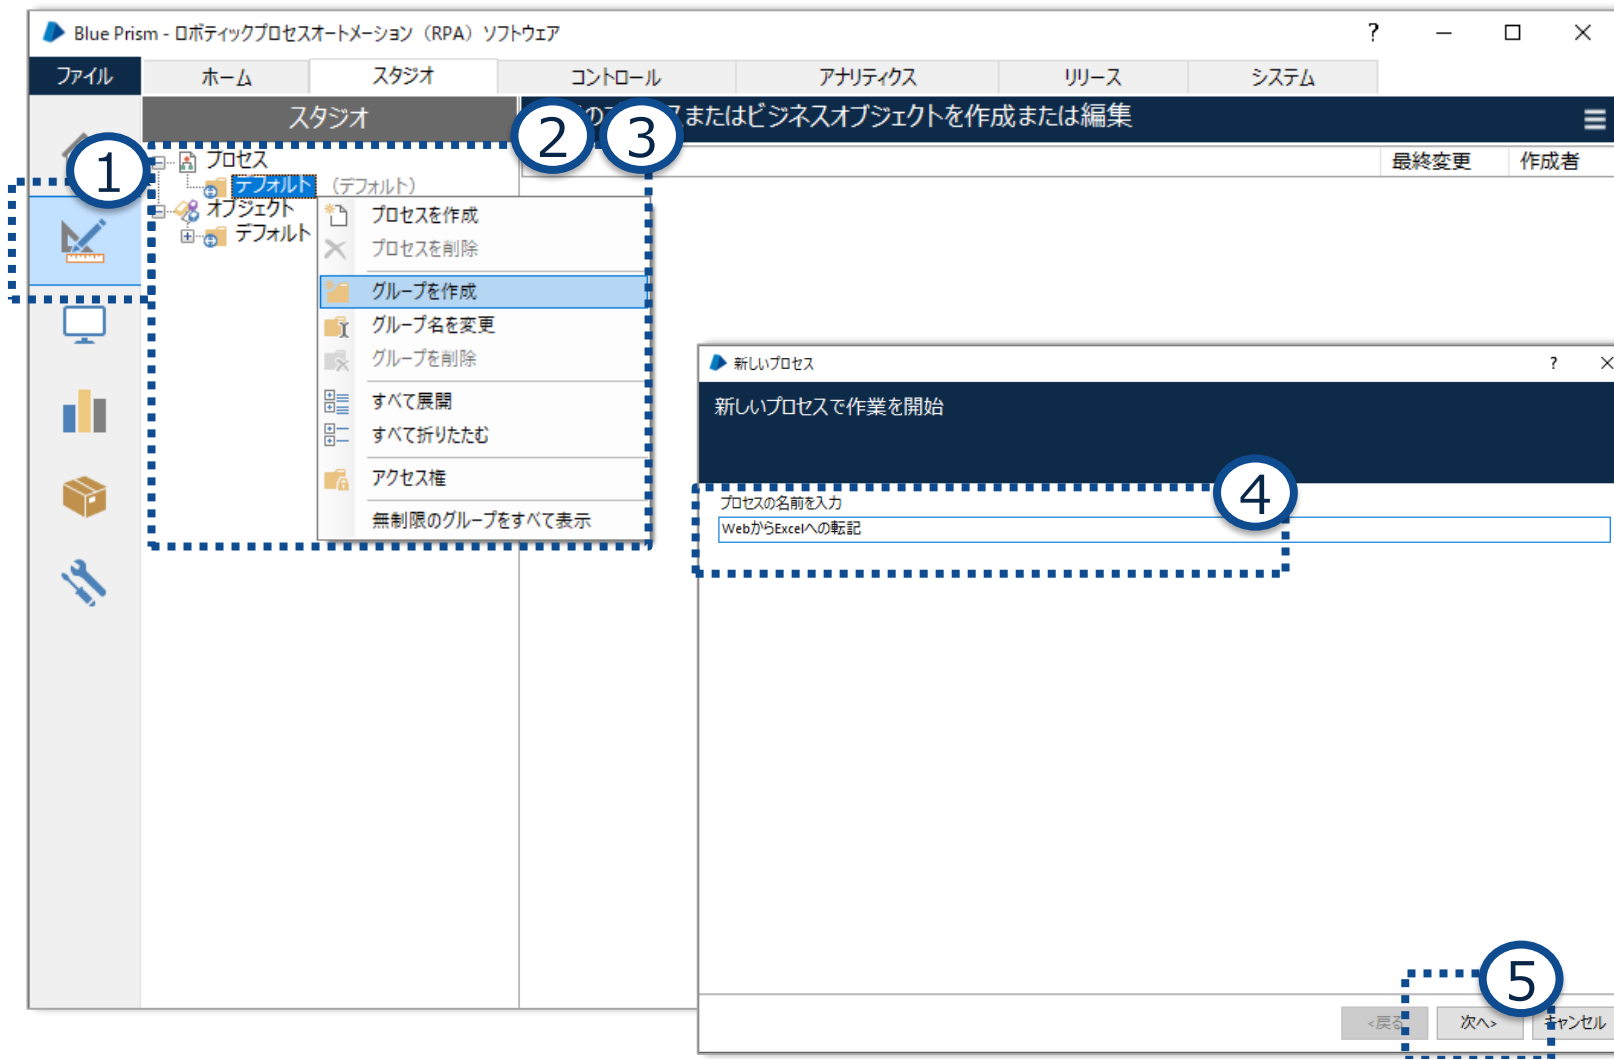 Blue Prism - ロボティックプロセスオートメーション（RPA）ソフトウェア
?
ファイル
ホーム
スタジオ
コントロール
アナリティクス
リリース
システム
スタジオ
またはビジネスオブジェクトを作成または編集
1
2
3
最終変更
作成者
プロセス
デフォルト （デフォルト）
オブジェクト
デフォルト
プロセスを作成
プロセスを削除
グループを作成
グループ名を変更
グループを削除
すべて展開
すべて折りたたむ
アクセス権
無制限のグループをすべて表示
新しいプロセス
?
新しいプロセスで作業を開始
4
プロセスの名前を入力
WebからExcelへの転記
5
<戻る
次へ>
キャンセル